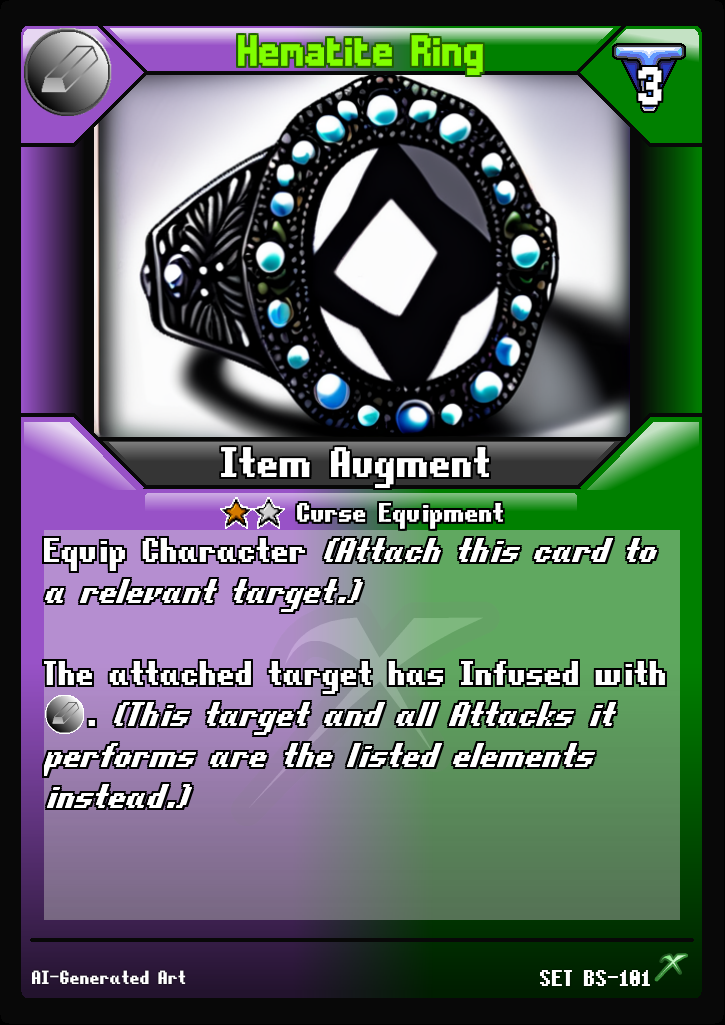 Hematite Ring
3
Item Augment
Curse Equipment
Equip Character (Attach this card to
a relevant target.)
The attached target has Infused with
. (This target and all Attacks it
performs are the listed elements
instead.)
AI-Generated Art
SET BS-101